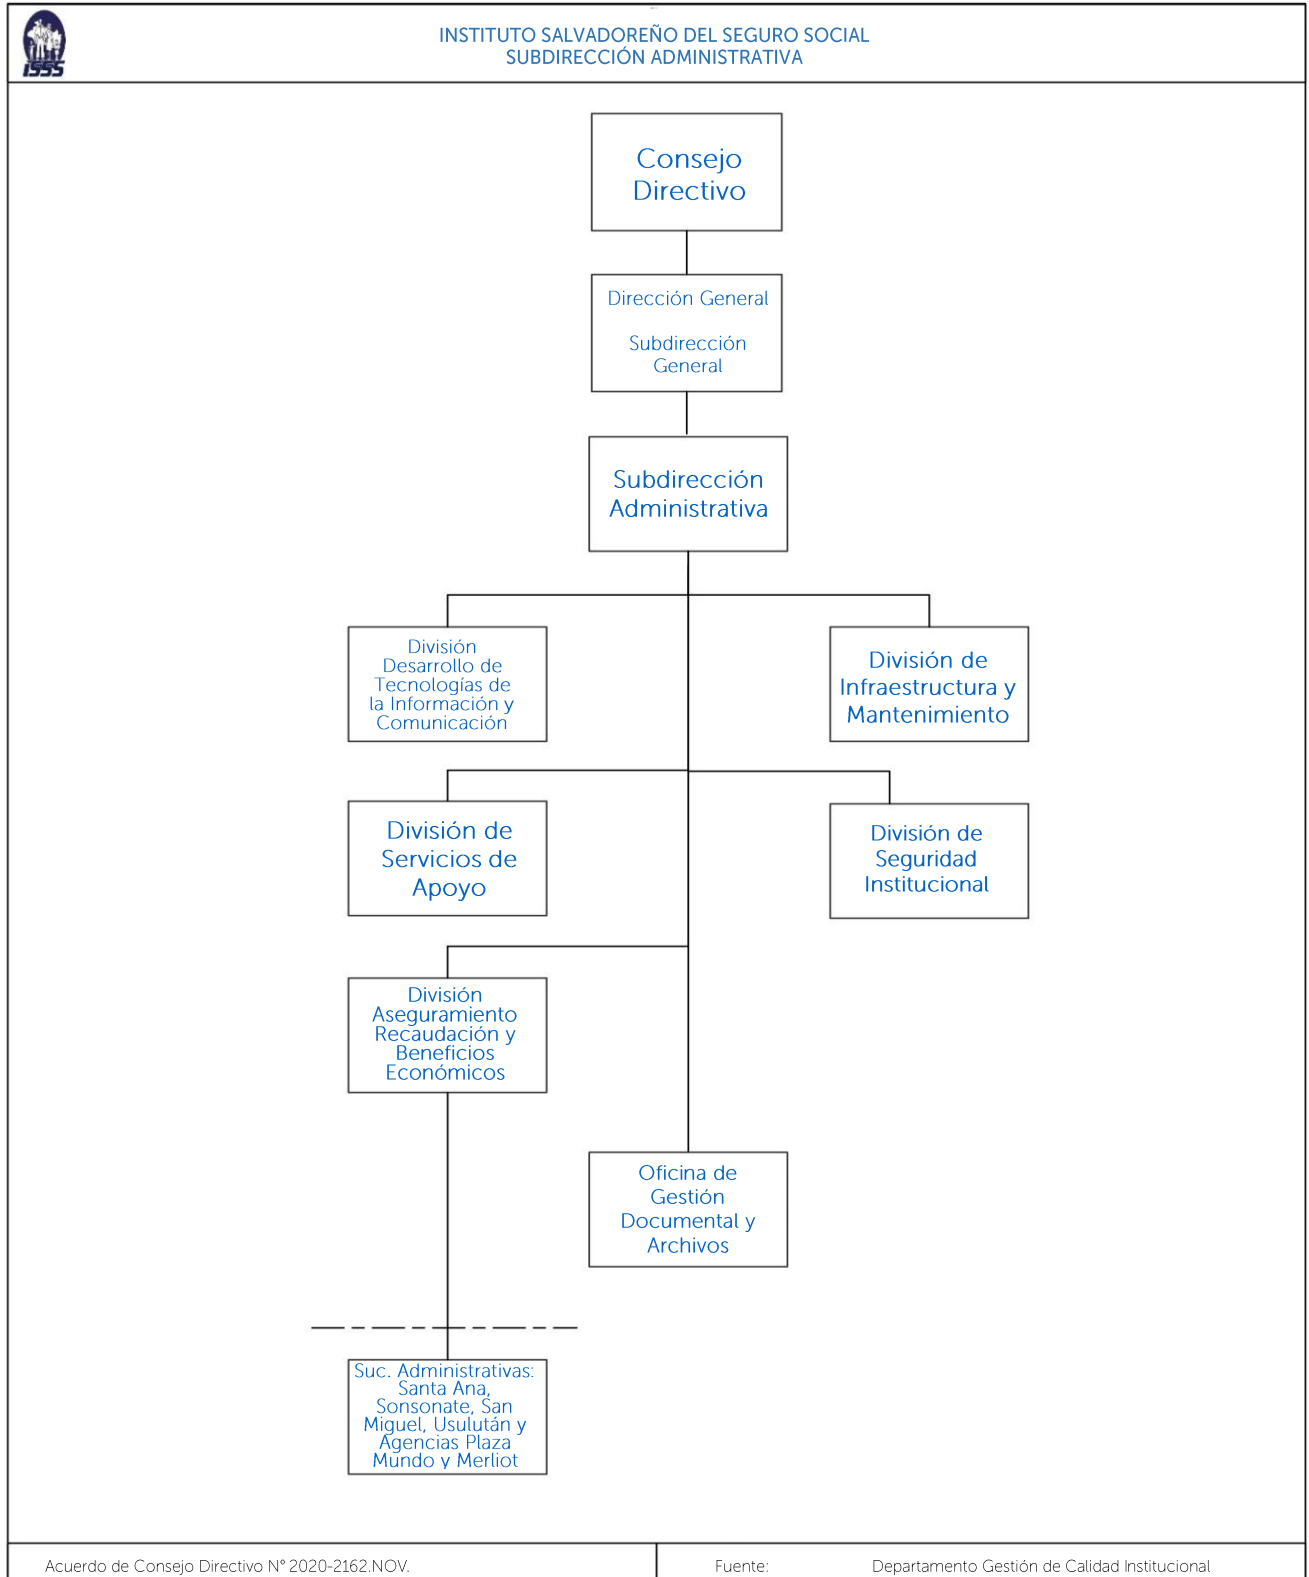 ISSS
INSTITUTO SALVADOREÑO DEL SEGURO SOCIAL
SUBDIRECCIÓN ADMINISTRATIVA
Consejo
Directivo
Dirección General
Subdirección
General
Subdirección
Administrativa
División
Desarrollo de
Tecnologías de
la Información y
Comunicación
División de
Infraestructura y
Mantenimiento
División de
Servicios de
Apoyo
División de
Seguridad
Institucional
División
Aseguramiento
Recaudación y
Beneficios
Económicos
Oficina de
Gestión
Documental y
Archivos
Suc. Administrativas:
Santa Ana,
Sonsonate, San
Miguel, Usulután y
Agencias Plaza
Mundo y Merliot
Acuerdo de Consejo Directivo N° 2020-2162.NOV.
Fuente: Departamento Gestión de Calidad Institucional